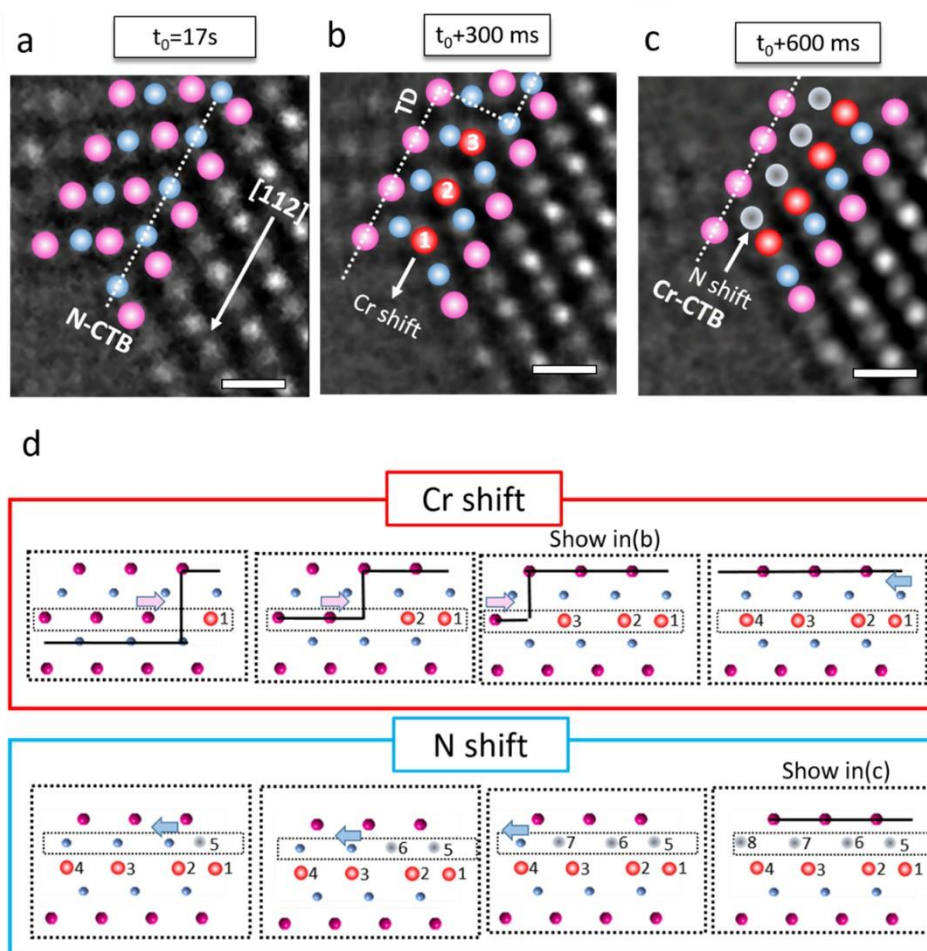 a
t₀=17s
b
t₀+300 ms
c
t₀+600 ms
[112]
N-CTB
TD
3
2
1
Cr shift
N shift
Cr-CTB
d
Cr shift
Show in(b)
1
2 1
3 2 1
4 3 2 1
N shift
Show in(c)
5
4 3 2 1
6 5
4 3 2 1
7 6 5
4 3 2 1
8 7 6 5
4 3 2 1